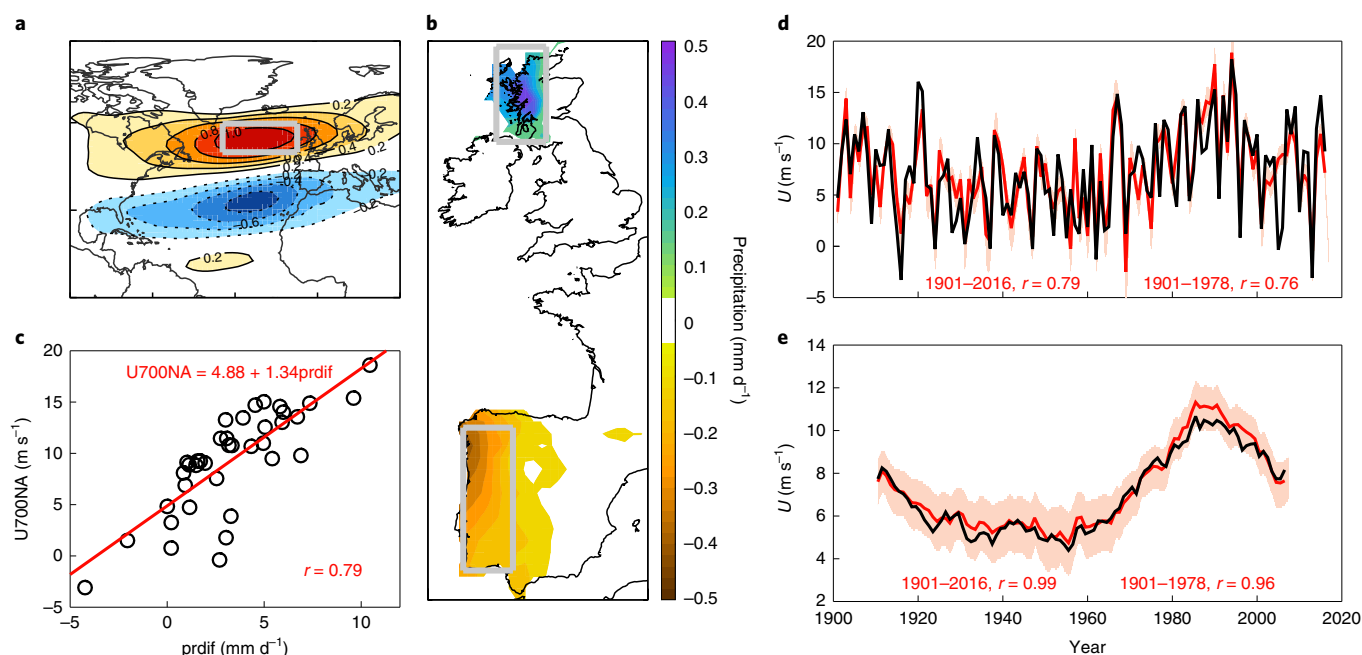 a
0.2
0.8
1.0
0.2
0.4
0.2
0.4
–0.4
–0.6
0.2
b
0.5
0.4
0.3
0.2
0.1
0
–0.1
–0.2
–0.3
–0.4
–0.5
Precipitation (mm d⁻¹)
c
20
15
10
5
0
–5
U700NA (m s⁻¹)
U700NA = 4.88 + 1.34prdif
r = 0.79
–5 0 5 10
prdif (mm d⁻¹)
d
20
15
10
5
0
–5
U (m s⁻¹)
1901–2016, r = 0.79 1901–1978, r = 0.76
e
14
12
10
8
6
4
2
U (m s⁻¹)
1901–2016, r = 0.99 1901–1978, r = 0.96
1900 1920 1940 1960 1980 2000 2020
Year